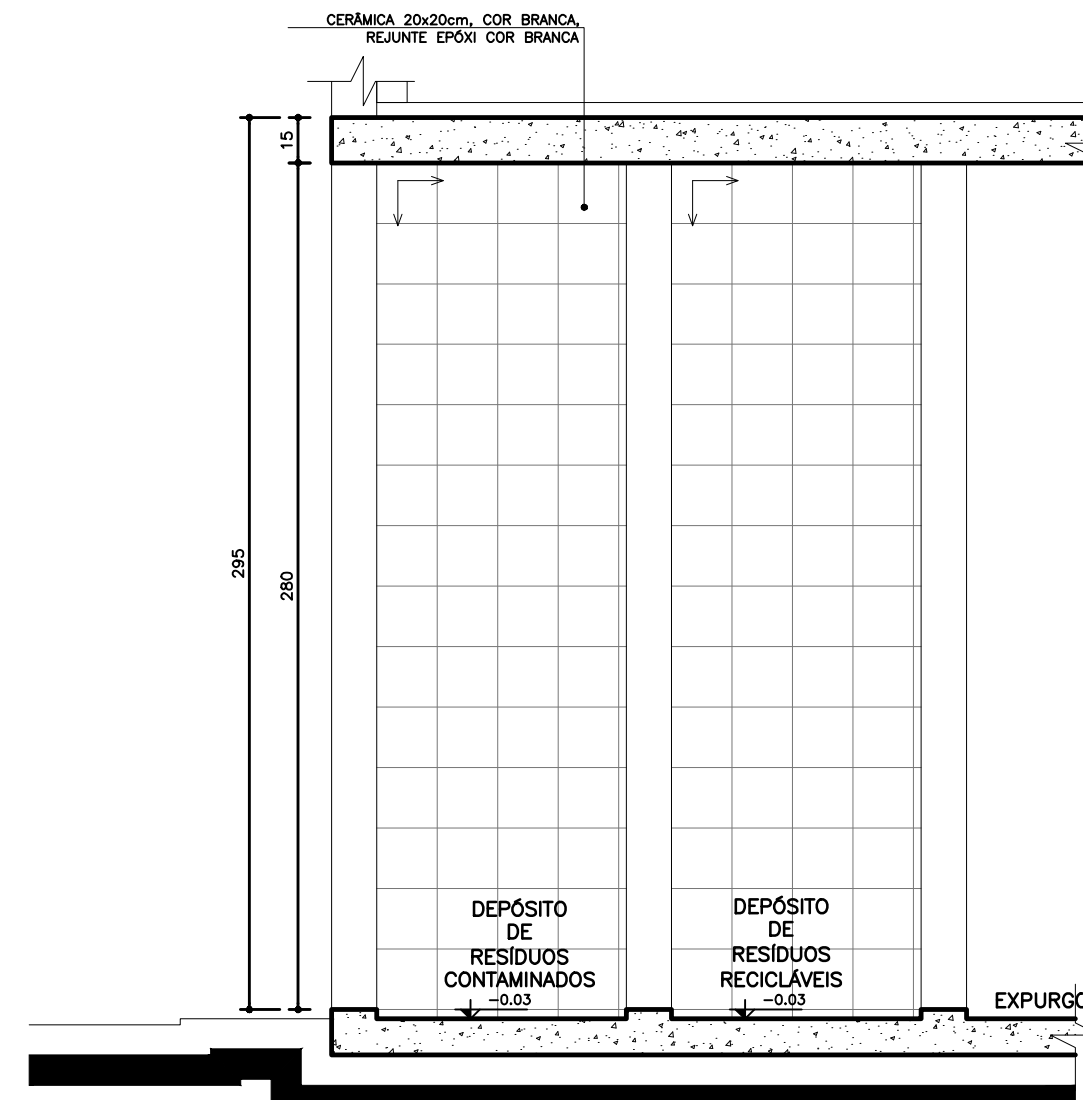 CERÂMICA 20x20cm, COR BRANCA,
REJUNTE EPÓXI COR BRANCA
15
295
280
DEPÓSITO
DE
RESÍDUOS
CONTAMINADOS
-0.03
DEPÓSITO
DE
RESÍDUOS
RECICLÁVEIS
-0.03
EXPURGO